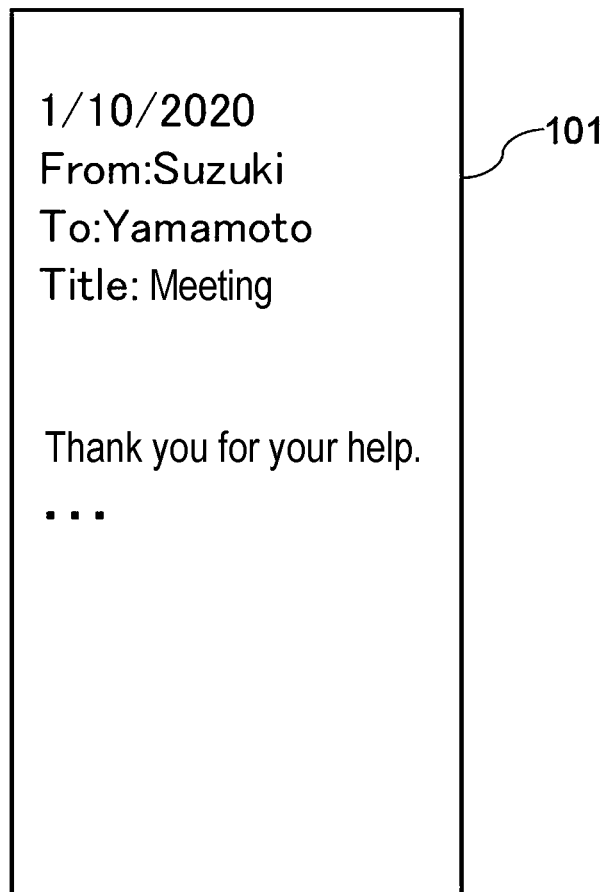 1/10/2020
From:Suzuki
To:Yamamoto
Title: Meeting
Thank you for your help.
...
101